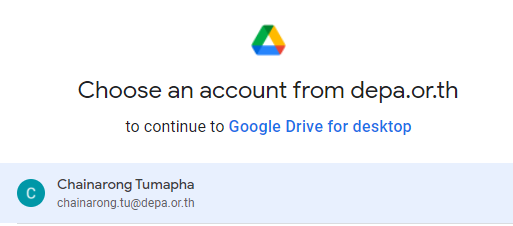 Choose an account from depa.or.th
to continue to Google Drive for desktop
C
Chainarong Tumapha
chainarong.tu@depa.or.th